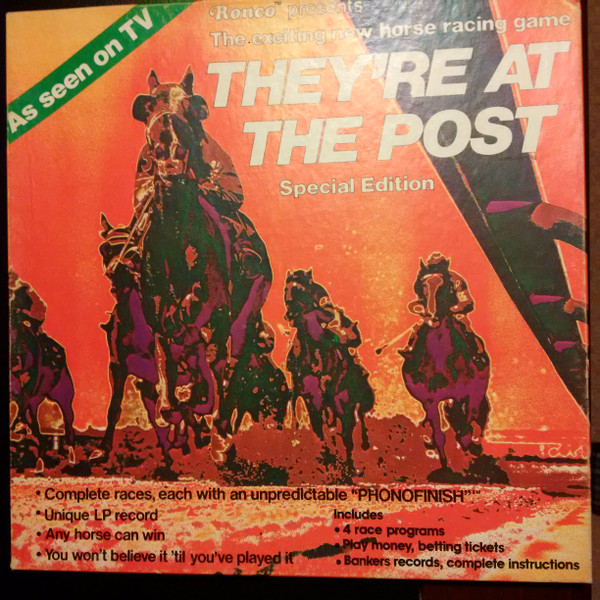 As seen on TV
Ronco™ presents
The exciting new horse racing game
THEY'RE AT
THE POST
Special Edition
• Complete races, each with an unpredictable "PHONOFINISH"™
• Unique LP record
• Any horse can win
• You won't believe it 'til you've played it
Includes
• 4 race programs
• Play money, betting tickets
• Bankers records, complete instructions